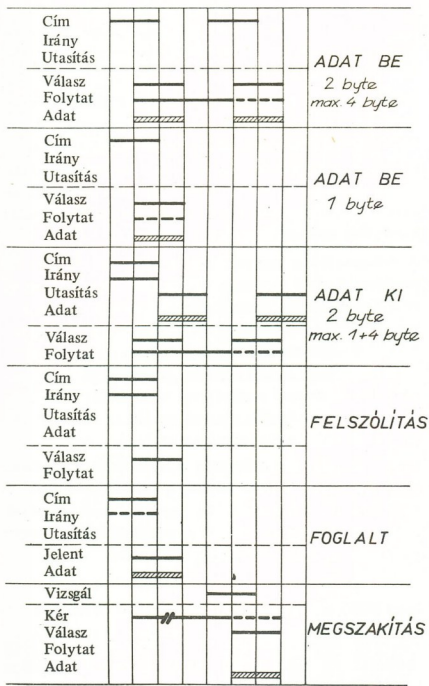 Cím
Irány
Utasítás
ADAT BE
Válasz
2 byte
Folytat
max. 4 byte
Adat
Cím
Irány
Utasítás
ADAT BE
Válasz
1 byte
Folytat
Adat
Cím
Irány
Utasítás
ADAT KI
Adat
2 byte
max. 1+4 byte
Válasz
Folytat
Cím
Irány
Utasítás
FELSZÓLÍTÁS
Adat
Válasz
Folytat
Cím
Irány
Utasítás
FOGLALT
Jelent
Adat
Vizsgál
Kér
MEGSZAKÍTÁS
Válasz
Folytat
Adat